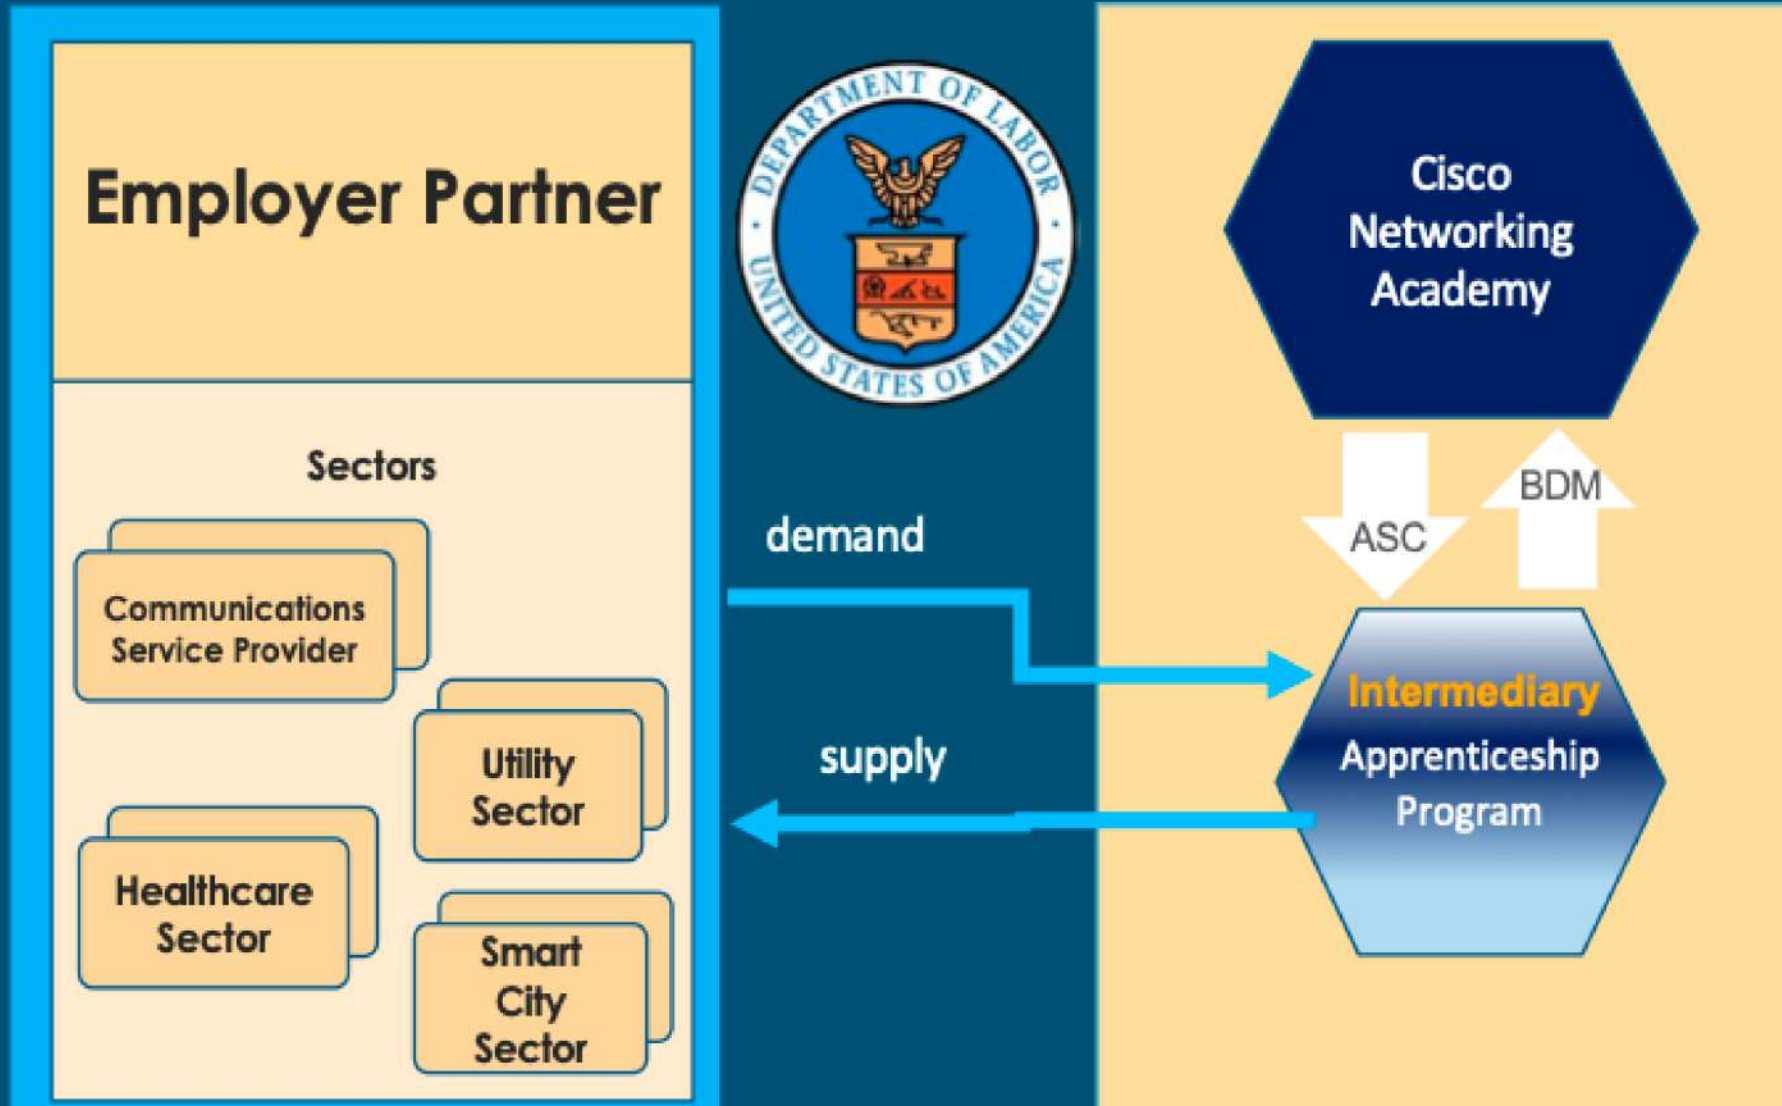 Employer Partner
Sectors
Communications
Service Provider
Utility
Sector
Healthcare
Sector
Smart
City
Sector
DEPARTMENT OF LABOR
UNITED STATES OF AMERICA
demand
supply
Cisco
Networking
Academy
ASC
BDM
Intermediary
Apprenticeship
Program